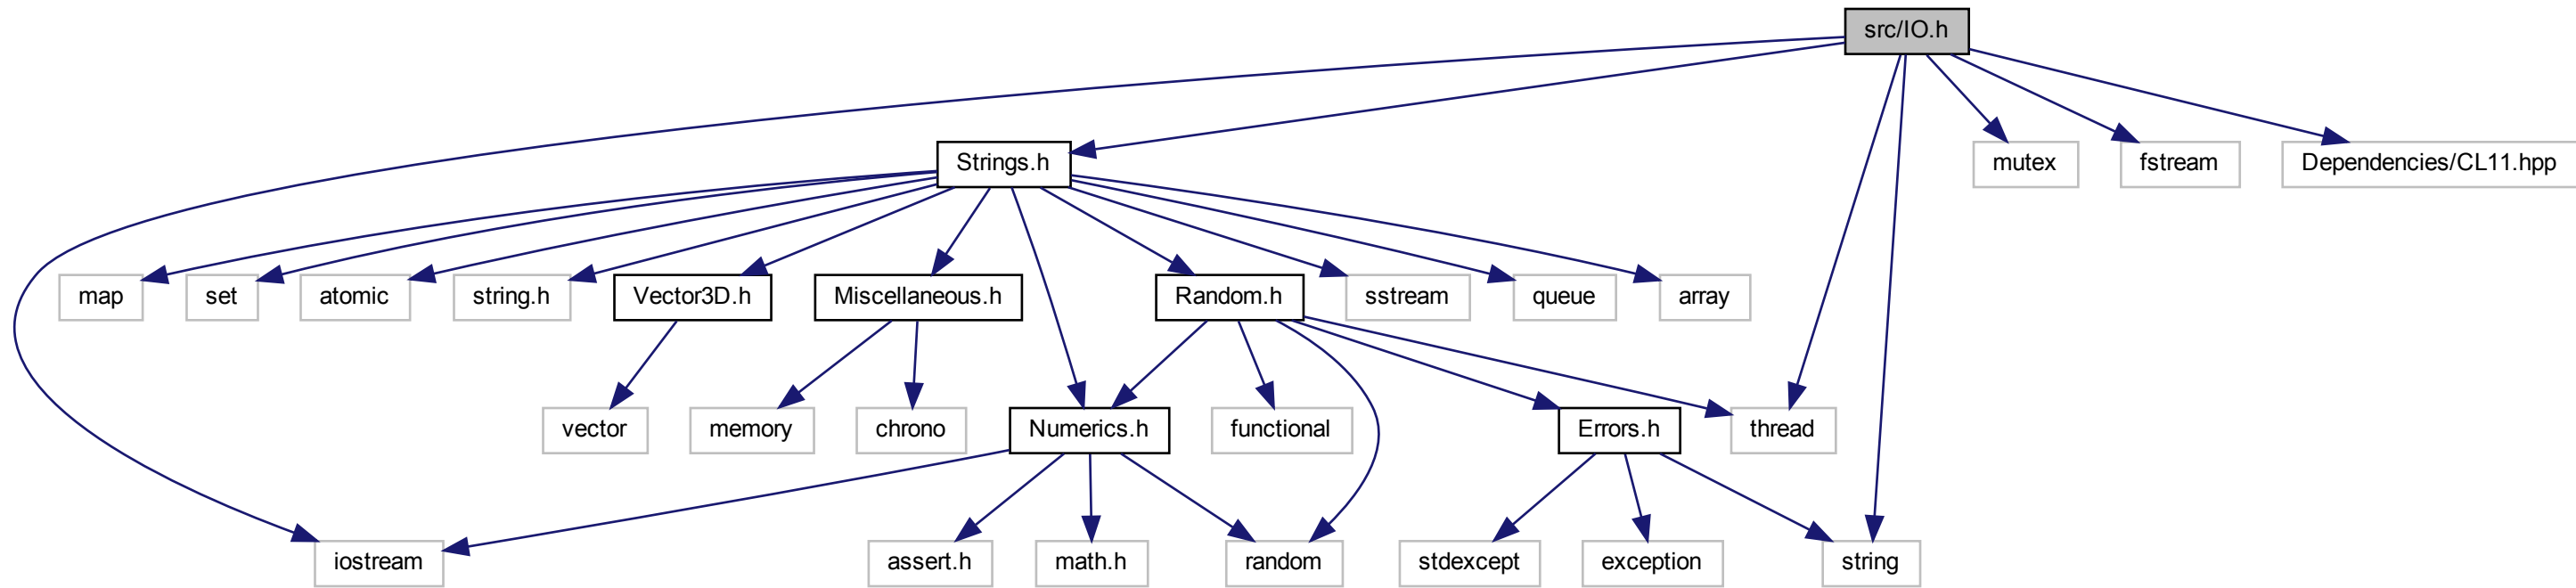 src/IO.h
Strings.h
mutex
fstream
Dependencies/CL11.hpp
map
set
atomic
string.h
Vector3D.h
Miscellaneous.h
Random.h
sstream
queue
array
vector
memory
chrono
Numerics.h
functional
Errors.h
thread
iostream
assert.h
math.h
random
stdexcept
exception
string